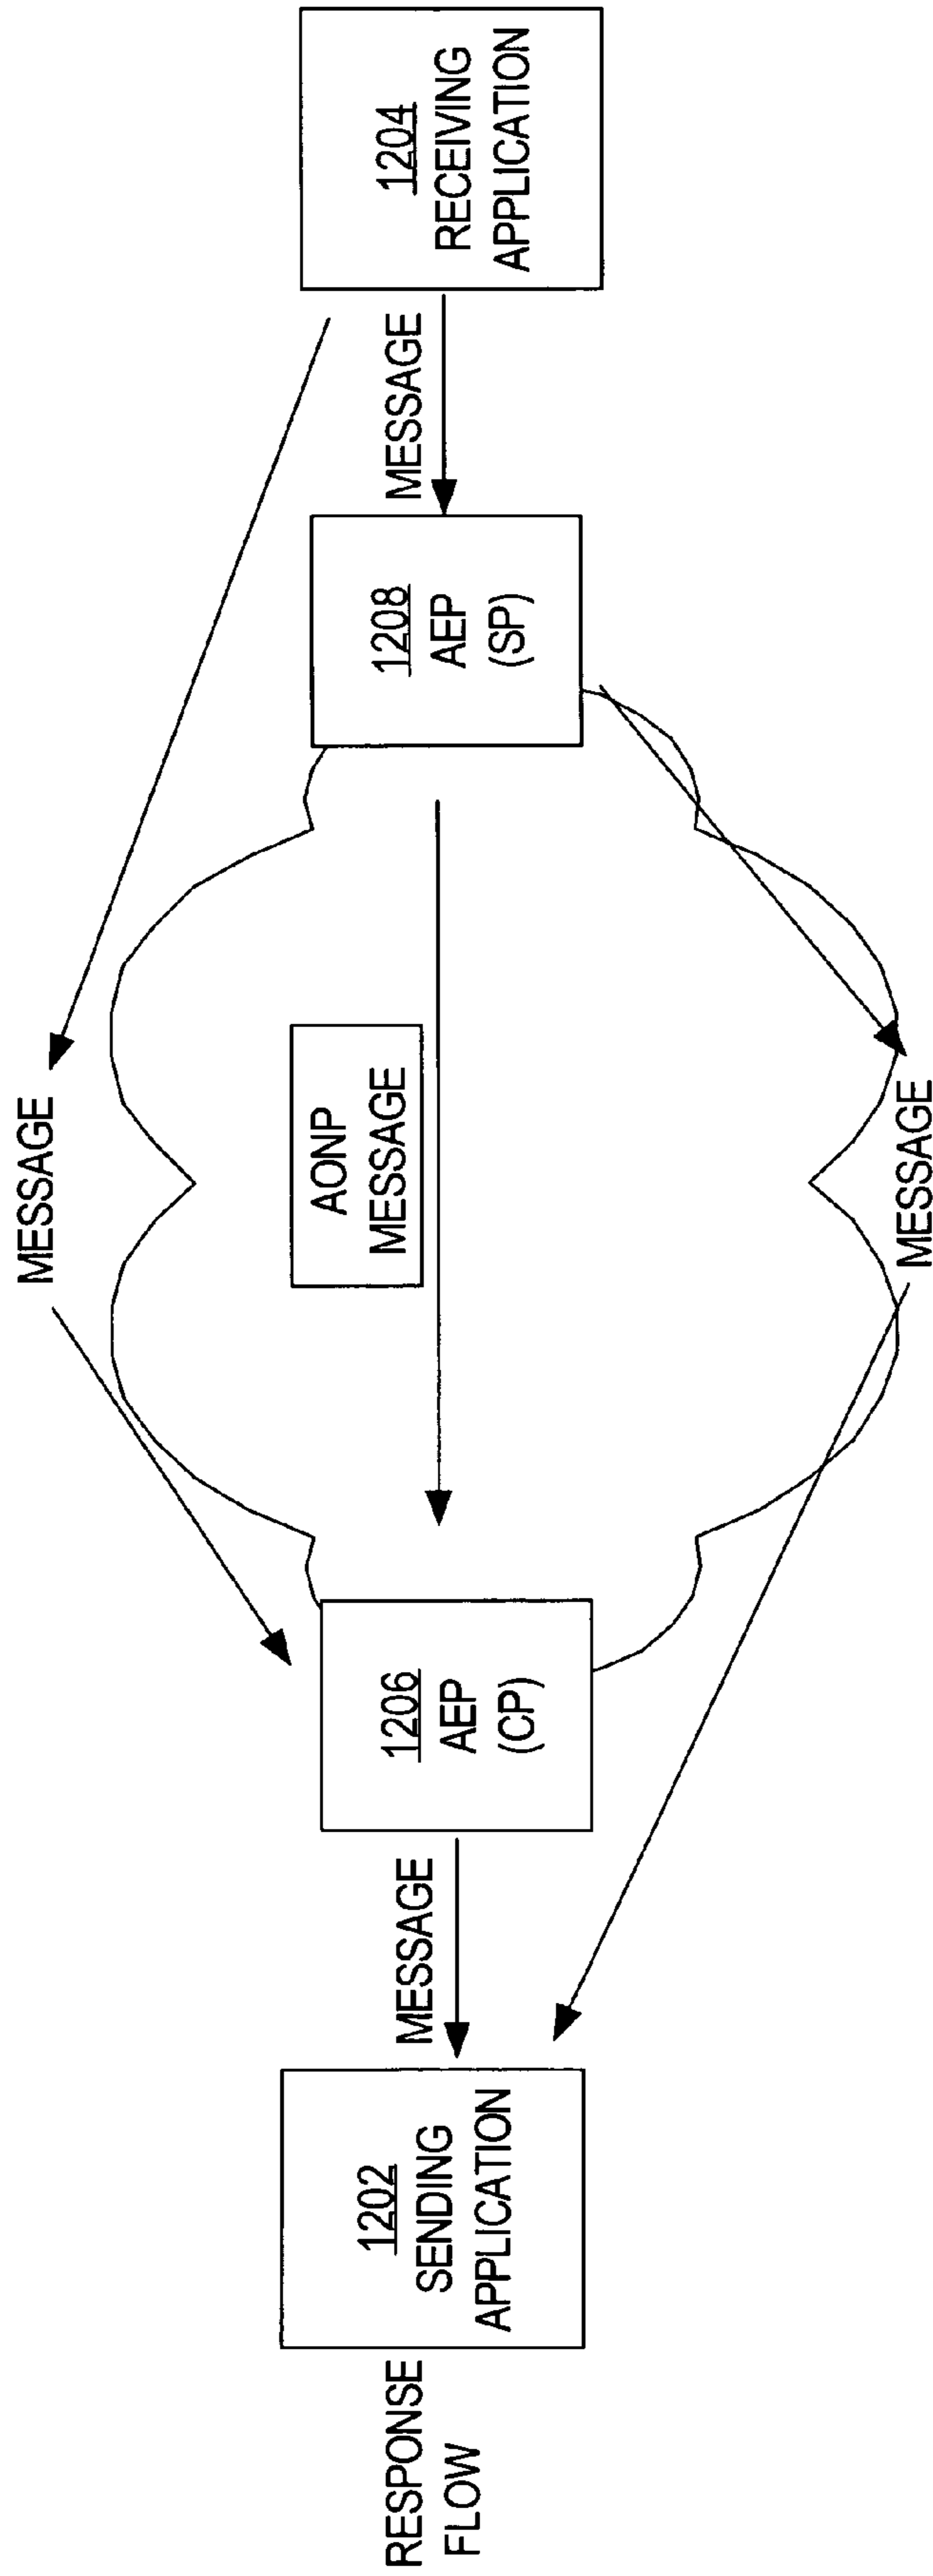 MESSAGE
RESPONSE
FLOW
1202
SENDING
APPLICATION
MESSAGE
1206
AEP
(CP)
AONP
MESSAGE
1208
AEP
(SP)
MESSAGE
1204
RECEIVING
APPLICATION
MESSAGE